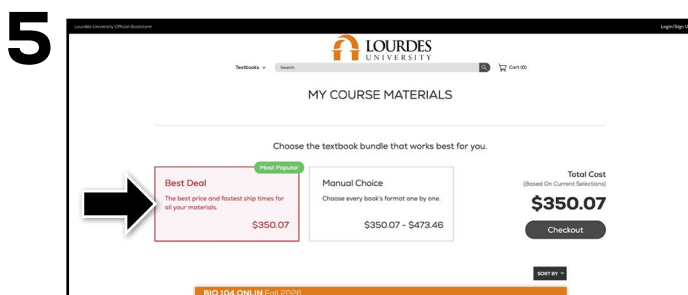 5
Lourdes University Official Bookstore
Login/Sign U
LOURDES
UNIVERSITY
Textbooks
Search
Cart (0)
MY COURSE MATERIALS
Choose the textbook bundle that works best for you.
Most Popular
Best Deal
The best price and fastest ship times for
all your materials.
$350.07
Manual Choice
Choose every book's format one by one.
$350.07 - $473.46
Total Cost
(Based On Current Selections)
$350.07
Checkout
SORT BY
BIO 104 ONLIN Fall 2026